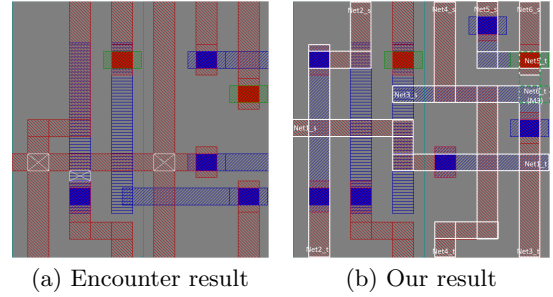 Net2_s
Net4_s
Net5_s
Net6_s
Net5_t
Net3_s
Net6_t
(M3)
Net1_s
Net1_t
Net2_t
Net4_t
Net3_t
(a) Encounter result
(b) Our result